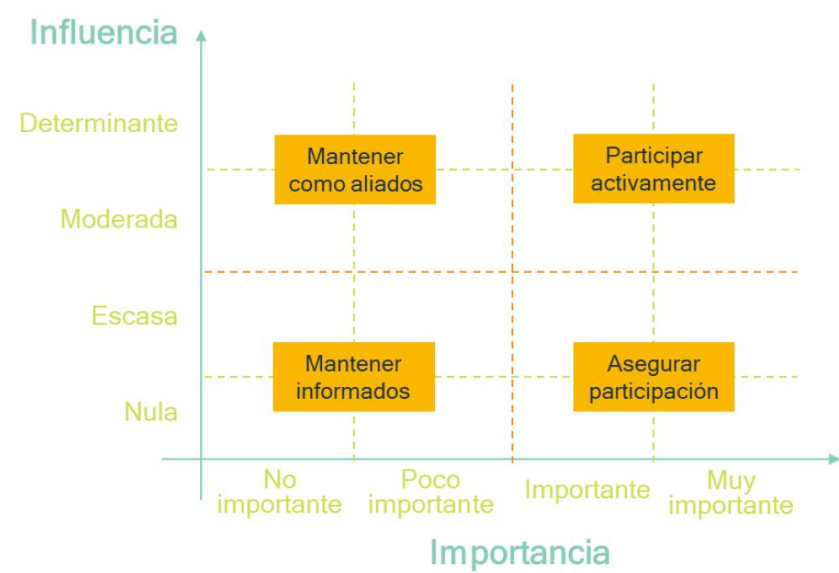 Influencia
Determinante
Mantener
como aliados
Participar
activamente
Moderada
Escasa
Mantener
informados
Asegurar
participación
Nula
No
importante
Poco
importante
Importante
Muy
importante
Importancia